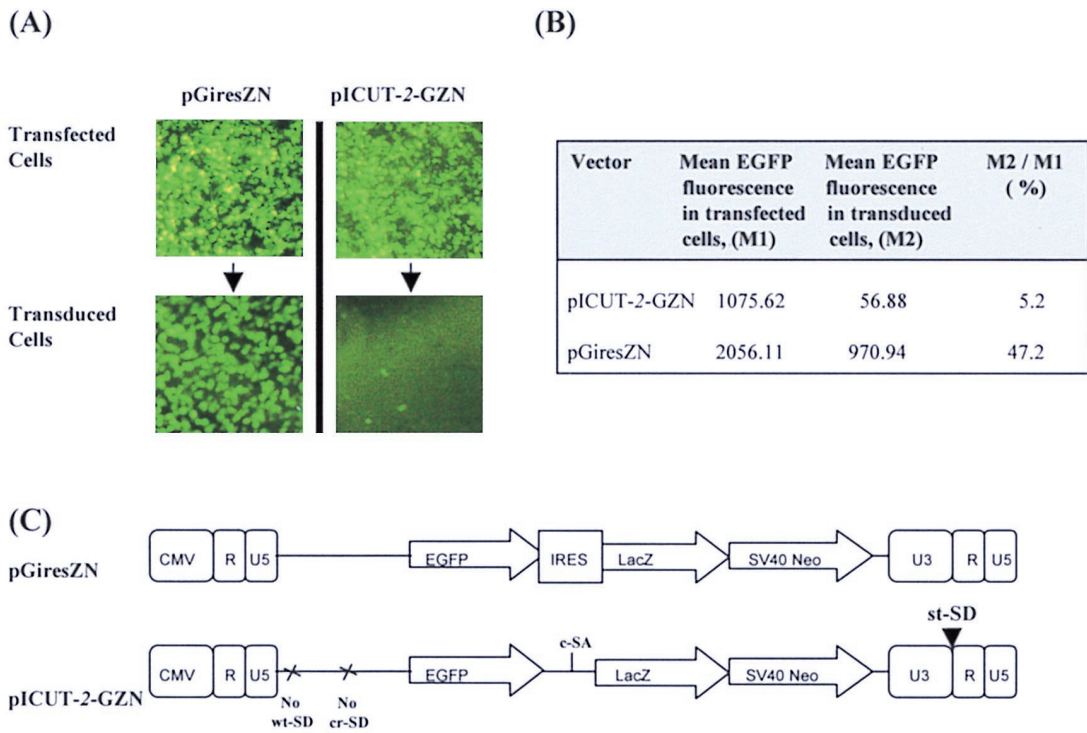 (A)
pGiresZN pICUT-2-GZN
Transfected
Cells
Transduced
Cells
(B)
Vector Mean EGFP Mean EGFP M2 / M1
fluorescence fluorescence ( %)
in transfected in transduced
cells, (M1) cells, (M2)
pICUT-2-GZN 1075.62 56.88 5.2
pGiresZN 2056.11 970.94 47.2
(C)
pGiresZN CMV R U5 EGFP IRES LacZ SV40 Neo U3 R U5
st-SD
c-SA
pICUT-2-GZN CMV R U5 EGFP LacZ SV40 Neo U3 R U5
No No
wt-SD cr-SD